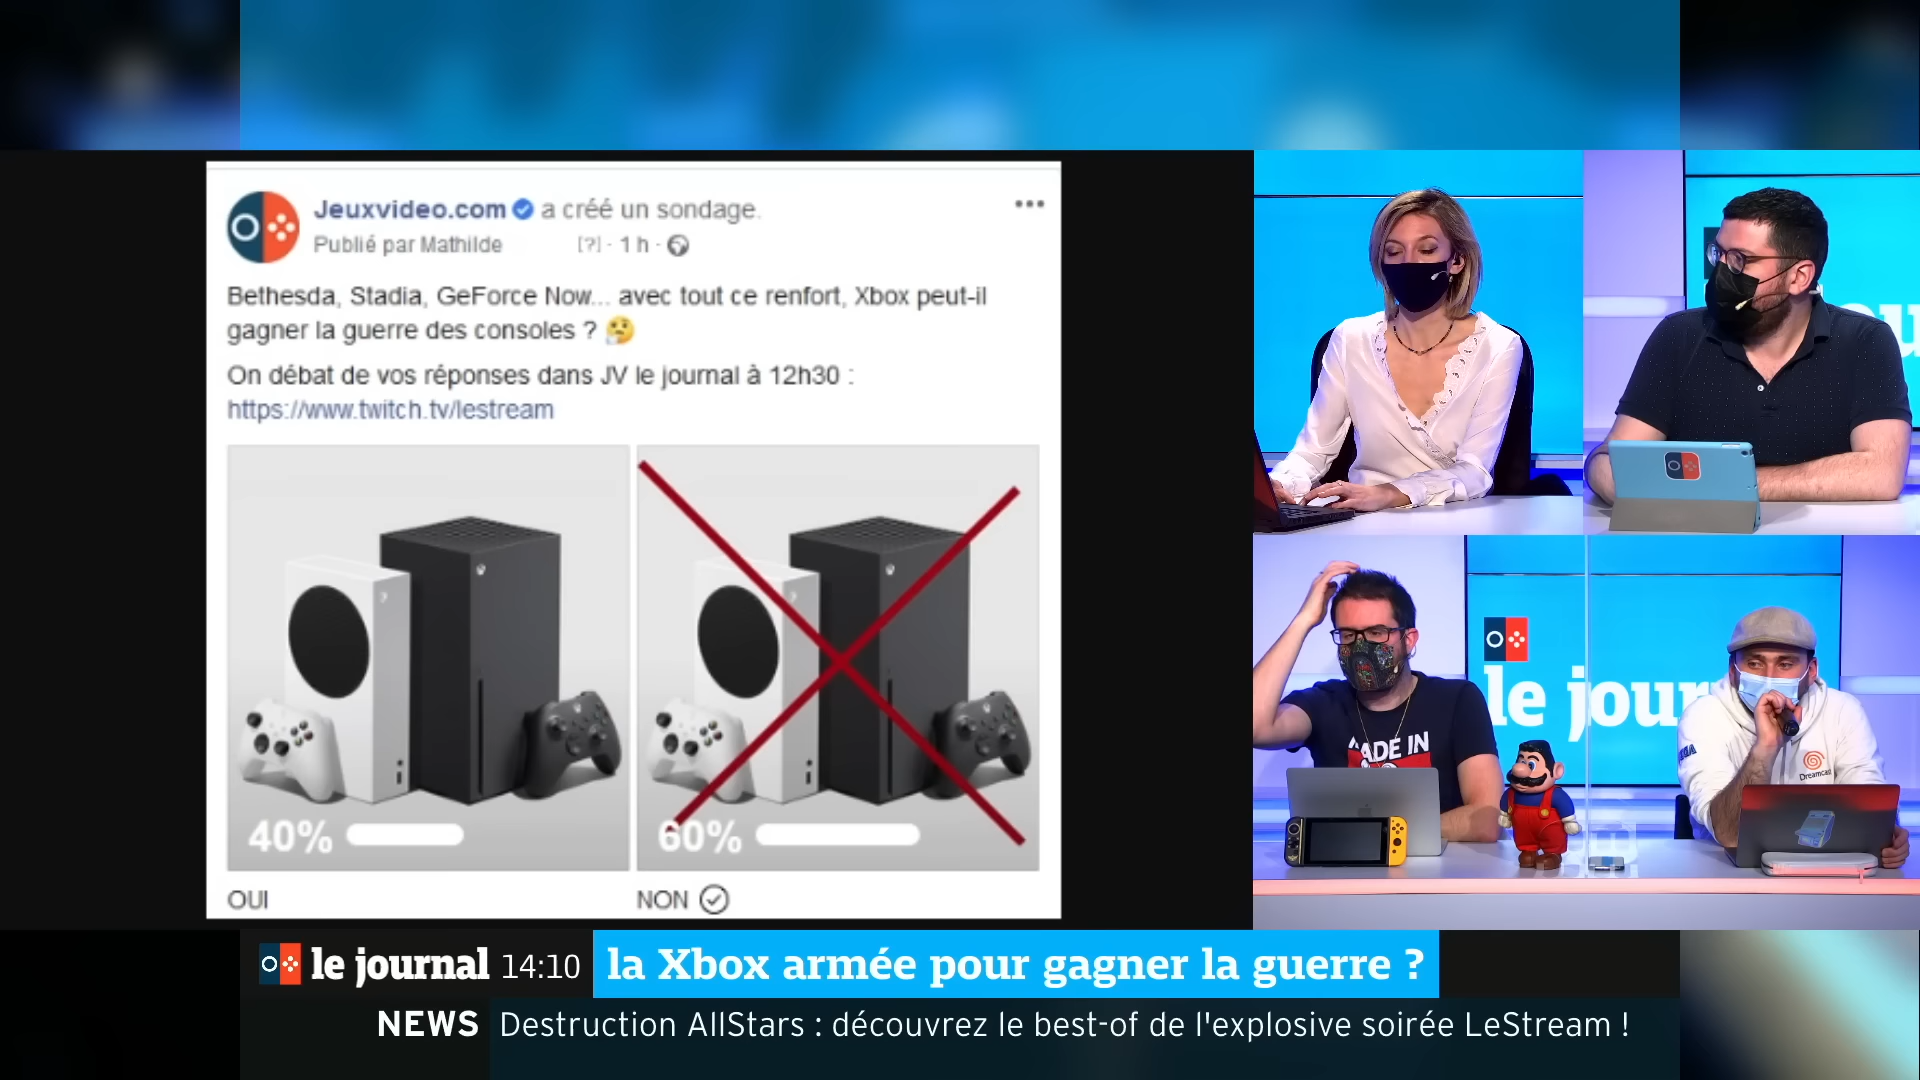 Jeuxvideo.com a créé un sondage.
Publié par Mathilde [?] · 1 h ·
Bethesda, Stadia, GeForce Now... avec tout ce renfort, Xbox peut-il
gagner la guerre des consoles ? 🤔
On débat de vos réponses dans JV le journal à 12h30 :
https://www.twitch.tv/lestream
40%
60%
OUI
NON
le jour
MADE IN
Dreamcast
le journal 14:10 la Xbox armée pour gagner la guerre ?
NEWS Destruction AllStars : découvrez le best-of de l'explosive soirée LeStream !